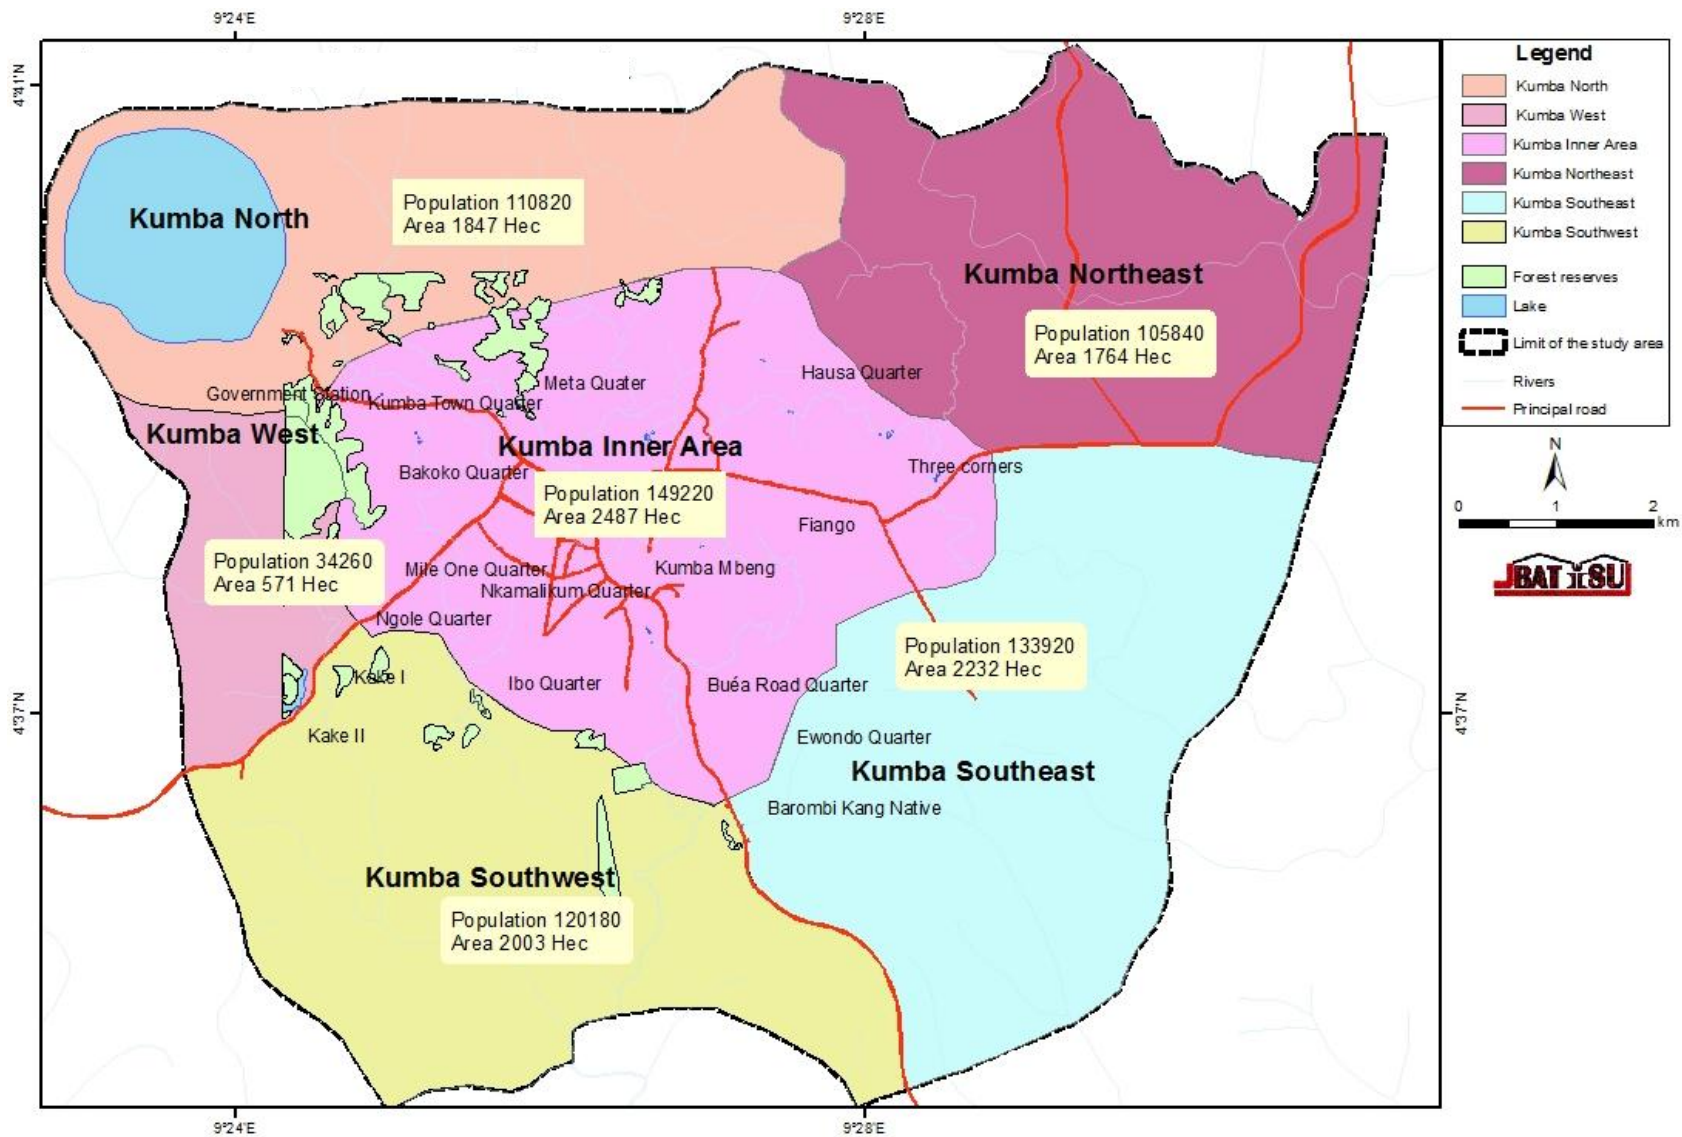 9°24'E
9°28'E
4°41'N
Kumba North
Population 110820
Area 1847 Hec
Kumba Northeast
Population 105840
Area 1764 Hec
Hausa Quarter
Meta Quater
Government Station
Kumba Town Quarter
Kumba West
Kumba Inner Area
Bakoko Quarter
Three corners
Population 149220
Area 2487 Hec
Fiango
Population 34260
Area 571 Hec
Mile One Quarter
Kumba Mbeng
Nkamalikum Quarter
Ngole Quarter
Population 133920
Area 2232 Hec
Kake I
Ibo Quarter
Buéa Road Quarter
4°37'N
4°37'N
Kake II
Ewondo Quarter
Kumba Southeast
Barombi Kang Native
Kumba Southwest
Population 120180
Area 2003 Hec
9°24'E
9°28'E
Legend
Kumba North
Kumba West
Kumba Inner Area
Kumba Northeast
Kumba Southeast
Kumba Southwest
Forest reserves
Lake
Limit of the study area
Rivers
Principal road
N
0 1 2
km